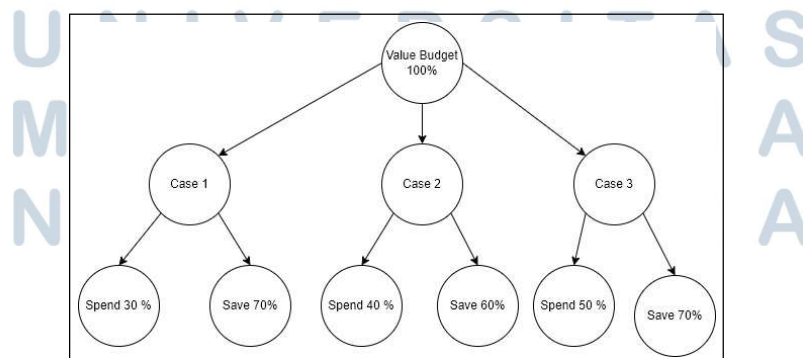 UNIVERSITAS
Value Budget
100%
M A
Case 1 Case 2 Case 3
N A
Spend 30 % Save 70% Spend 40 % Save 60% Spend 50 % Save 70%